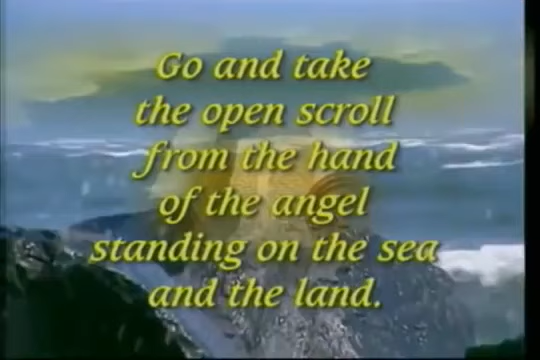 Go and take
the open scroll
from the hand
of the angel
standing on the sea
and the land.